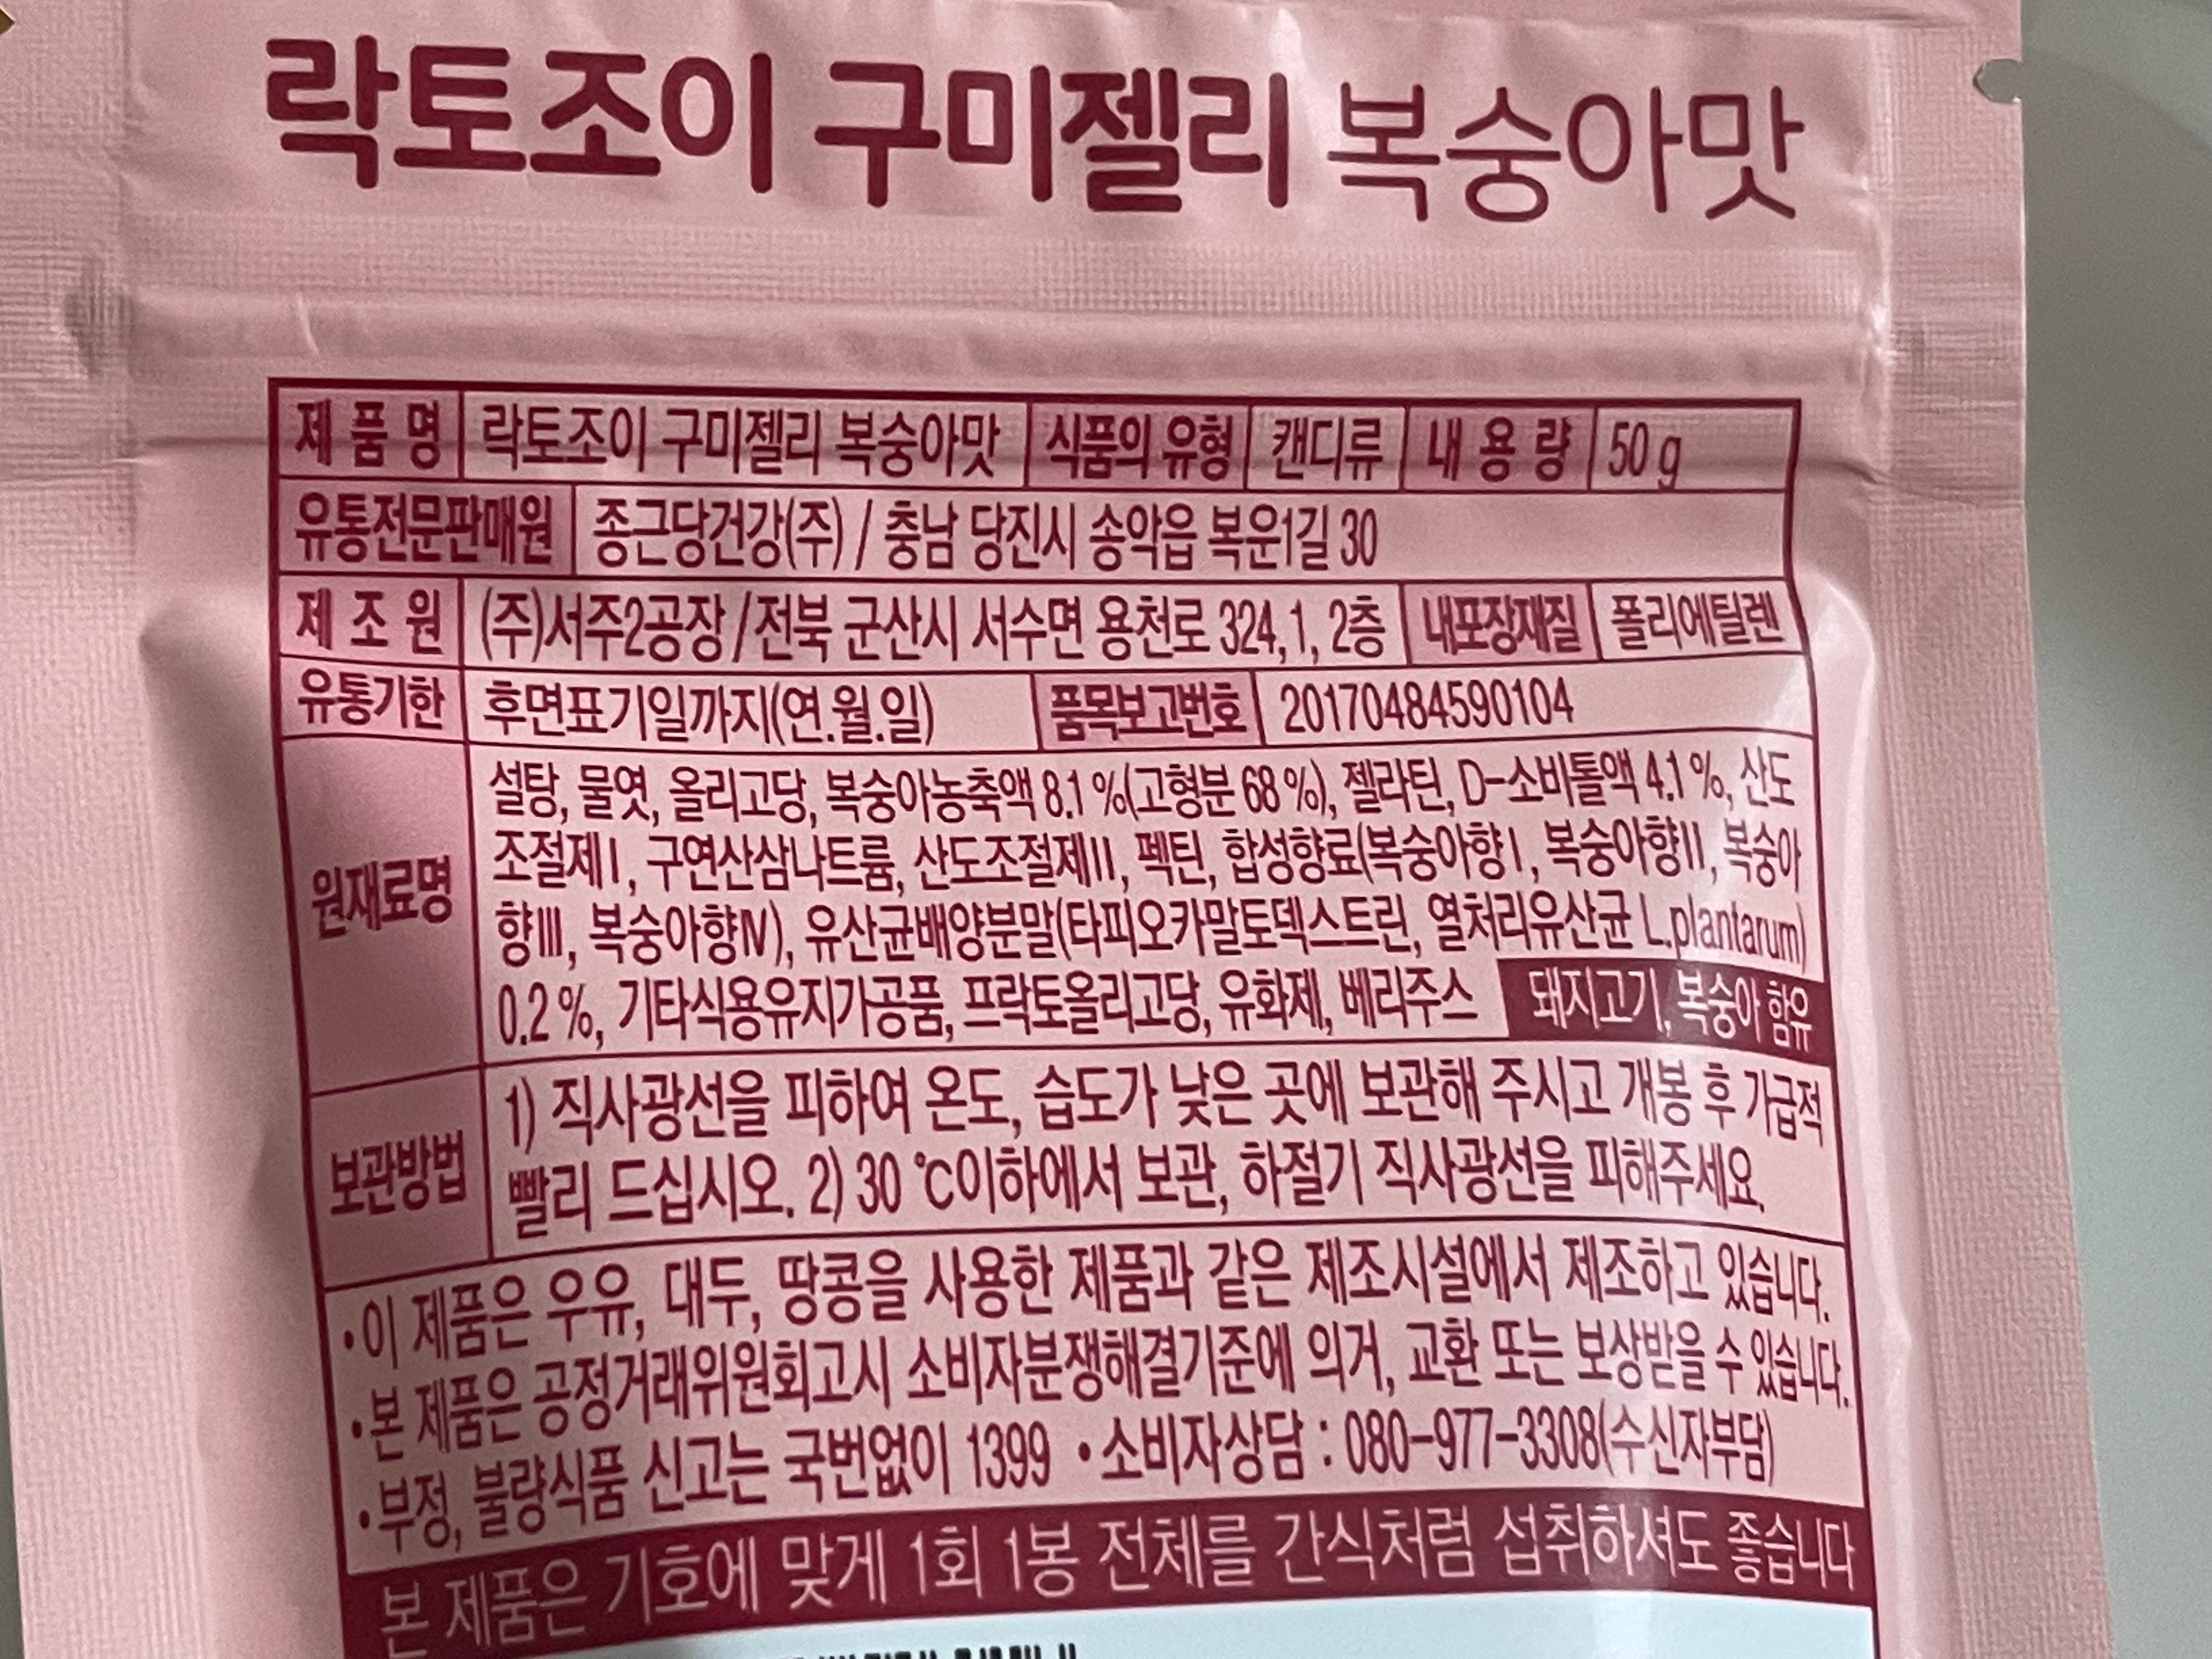 락토조이 구미젤리 복숭아맛
제 품 명 락토조이 구미젤리 복숭아맛 식품의 유형 캔디류 내 용 량 50 g
유통전문판매원 종근당건강(주) / 충남 당진시 송악읍 복운1길 30
제 조 원 (주)서주2공장 /전북 군산시 서수면 용천로 324, 1, 2층 내포장재질 폴리에틸렌
유통기한 후면표기일까지(연.월.일) 품목보고번호 20170484590104
원재료명
설탕, 물엿, 올리고당, 복숭아농축액 8.1 %(고형분 68 %), 젤라틴, D-소비톨액 4.1 %, 산도
조절제I, 구연산삼나트륨, 산도조절제II, 펙틴, 합성향료(복숭아향I, 복숭아향II, 복숭아
향III, 복숭아향IV), 유산균배양분말(타피오카말토덱스트린, 열처리유산균 L.plantarum)
0.2 %, 기타식용유지가공품, 프락토올리고당, 유화제, 베리주스 돼지고기, 복숭아 함유
보관방법
1) 직사광선을 피하여 온도, 습도가 낮은 곳에 보관해 주시고 개봉 후 가급적
빨리 드십시오. 2) 30 ℃이하에서 보관, 하절기 직사광선을 피해주세요.
•이 제품은 우유, 대두, 땅콩을 사용한 제품과 같은 제조시설에서 제조하고 있습니다.
•본 제품은 공정거래위원회고시 소비자분쟁해결기준에 의거, 교환 또는 보상받을 수 있습니다.
•부정, 불량식품 신고는 국번없이 1399 •소비자상담 : 080-977-3308(수신자부담)
본 제품은 기호에 맞게 1회 1봉 전체를 간식처럼 섭취하셔도 좋습니다